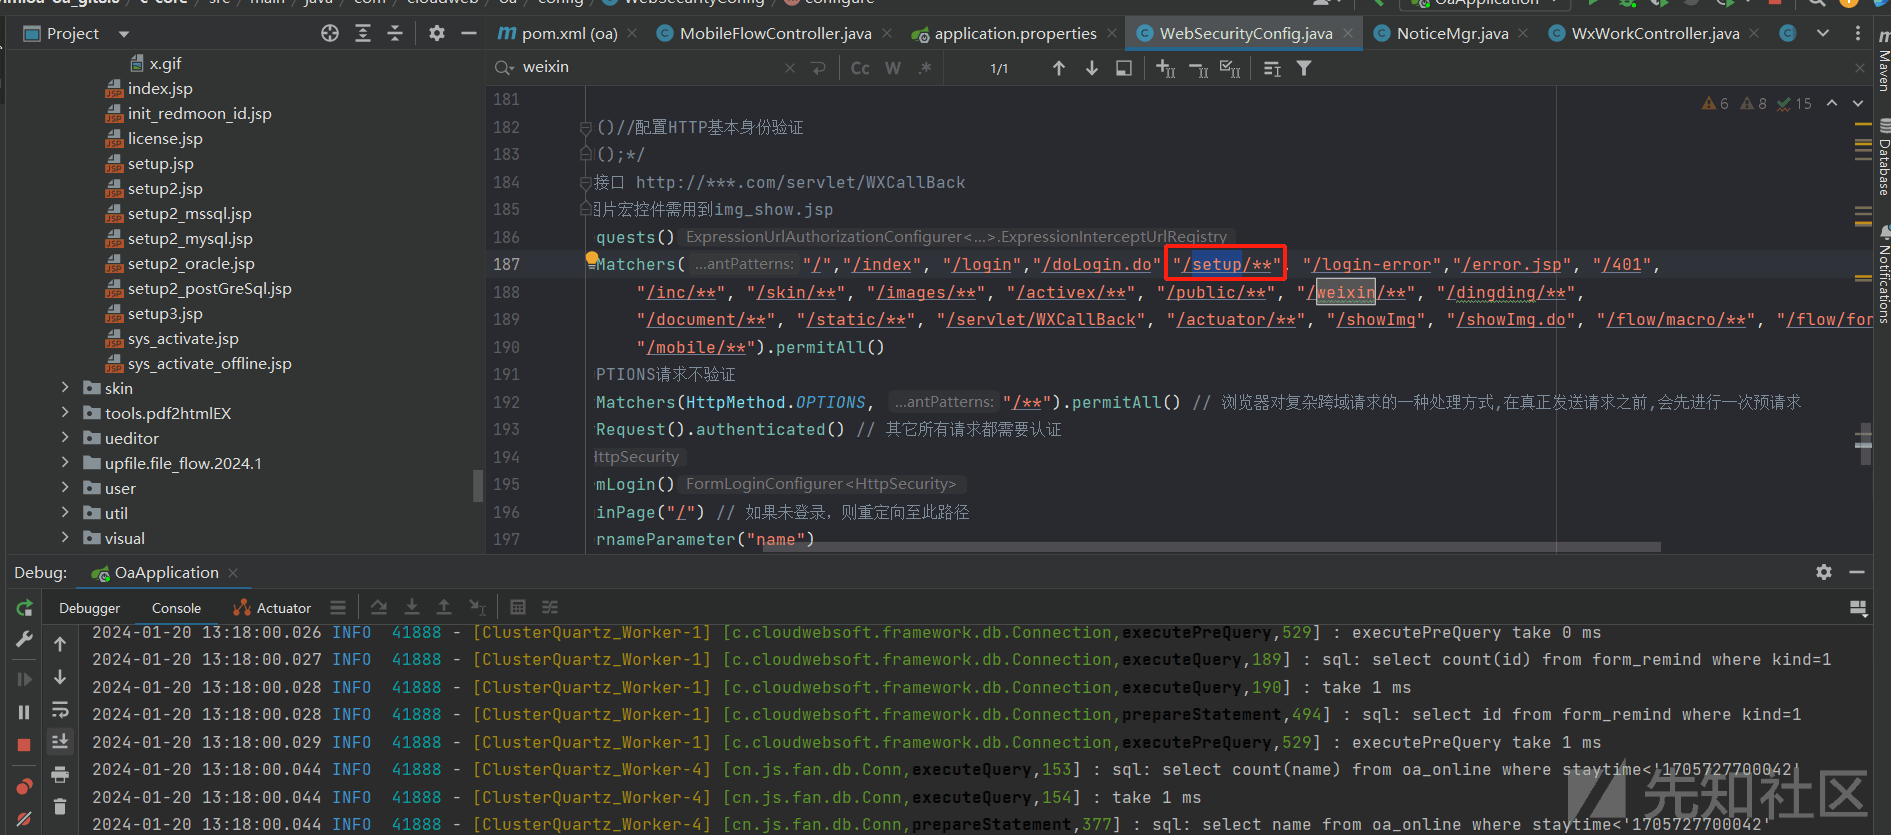 Project
pom.xml (oa)
MobileFlowController.java
application.properties
WebSecurityConfig.java
NoticeMgr.java
WxWorkController.java
weixin
Cc
W
.*
1/1
x.gif
index.jsp
init_redmoon_id.jsp
license.jsp
setup.jsp
setup2.jsp
setup2_mssql.jsp
setup2_mysql.jsp
setup2_oracle.jsp
setup2_postGreSql.jsp
setup3.jsp
sys_activate.jsp
sys_activate_offline.jsp
skin
tools.pdf2htmlEX
ueditor
upfile.file_flow.2024.1
user
util
visual
6 8 15
181
182 ()//配置HTTP基本身份验证
183 ();*/
184 接口 http://***.com/servlet/WXCallBack
185 图片宏控件需用到img_show.jsp
186 quests() ExpressionUrlAuthorizationConfigurer<...>.ExpressionInterceptUrlRegistry
187 Matchers( ...antPatterns: "/","/index", "/login","/doLogin.do" "/setup/**", "/login-error","/error.jsp", "/401",
188 "/inc/**", "/skin/**", "/images/**", "/activex/**", "/public/**", "/weixin/**", "/dingding/**",
189 "/document/**", "/static/**", "/servlet/WXCallBack", "/actuator/**", "/showImg", "/showImg.do", "/flow/macro/**", "/flow/for
190 "/mobile/**").permitAll()
191 PTIONS请求不验证
192 Matchers(HttpMethod.OPTIONS, ...antPatterns: "/**").permitAll() // 浏览器对复杂跨域请求的一种处理方式,在真正发送请求之前,会先进行一次预请求
193 Request().authenticated() // 其它所有请求都需要认证
194 HttpSecurity
195 mLogin() FormLoginConfigurer<HttpSecurity>
196 inPage("/") // 如果未登录，则重定向至此路径
197 rnameParameter("name")
Maven
Database
Notifications
Debug:
OaApplication
Debugger
Console
Actuator
2024-01-20 13:18:00.026 INFO 41888 - [ClusterQuartz_Worker-1] [c.cloudwebsoft.framework.db.Connection,executePreQuery,529] : executePreQuery take 0 ms
2024-01-20 13:18:00.027 INFO 41888 - [ClusterQuartz_Worker-1] [c.cloudwebsoft.framework.db.Connection,executeQuery,189] : sql: select count(id) from form_remind where kind=1
2024-01-20 13:18:00.028 INFO 41888 - [ClusterQuartz_Worker-1] [c.cloudwebsoft.framework.db.Connection,executeQuery,190] : take 1 ms
2024-01-20 13:18:00.028 INFO 41888 - [ClusterQuartz_Worker-1] [c.cloudwebsoft.framework.db.Connection,prepareStatement,494] : sql: select id from form_remind where kind=1
2024-01-20 13:18:00.029 INFO 41888 - [ClusterQuartz_Worker-1] [c.cloudwebsoft.framework.db.Connection,executePreQuery,529] : executePreQuery take 1 ms
2024-01-20 13:18:00.044 INFO 41888 - [ClusterQuartz_Worker-4] [cn.js.fan.db.Conn,executeQuery,153] : sql: select count(name) from oa_online where staytime<'1705727700042'
2024-01-20 13:18:00.044 INFO 41888 - [ClusterQuartz_Worker-4] [cn.js.fan.db.Conn,executeQuery,154] : take 1 ms
2024-01-20 13:18:00.044 INFO 41888 - [ClusterQuartz_Worker-4] [cn.js.fan.db.Conn,prepareStatement,377] : sql: select name from oa_online where staytime<'1705727700042'
先知社区